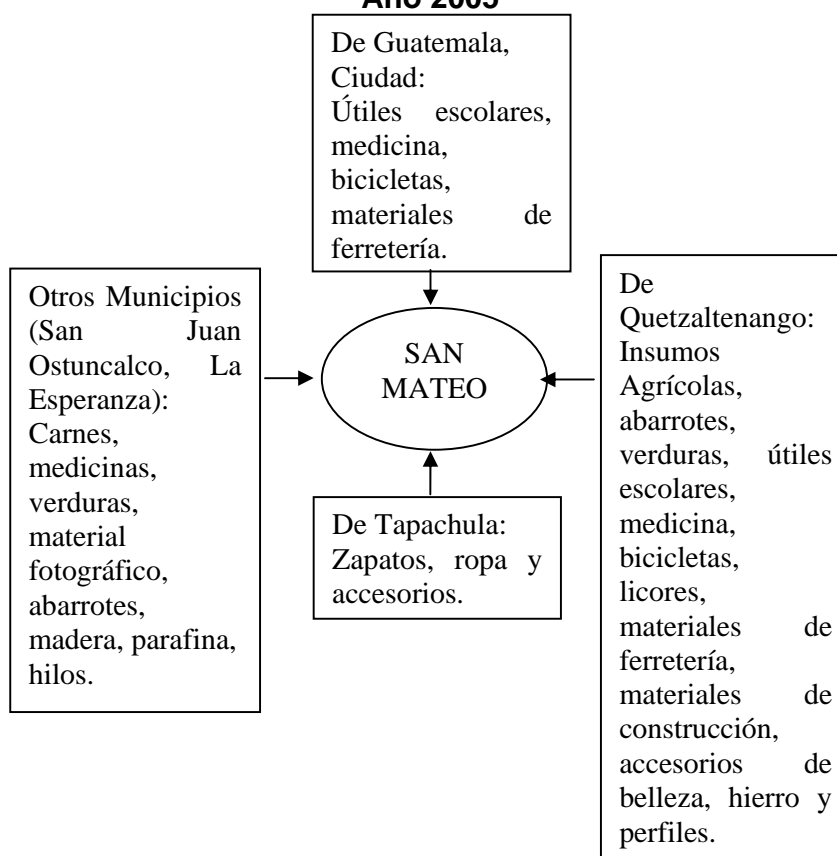 Año 2005
De Guatemala,
Ciudad:
Útiles escolares,
medicina,
bicicletas,
materiales de
ferretería.
Otros Municipios
(San Juan
Ostuncalco, La
Esperanza):
Carnes,
medicinas,
verduras,
material
fotográfico,
abarrotes,
madera, parafina,
hilos.
SAN
MATEO
De
Quetzaltenango:
Insumos
Agrícolas,
abarrotes,
verduras, útiles
escolares,
medicina,
bicicletas,
licores,
materiales de
ferretería,
materiales de
construcción,
accesorios de
belleza, hierro y
perfiles.
De Tapachula:
Zapatos, ropa y
accesorios.